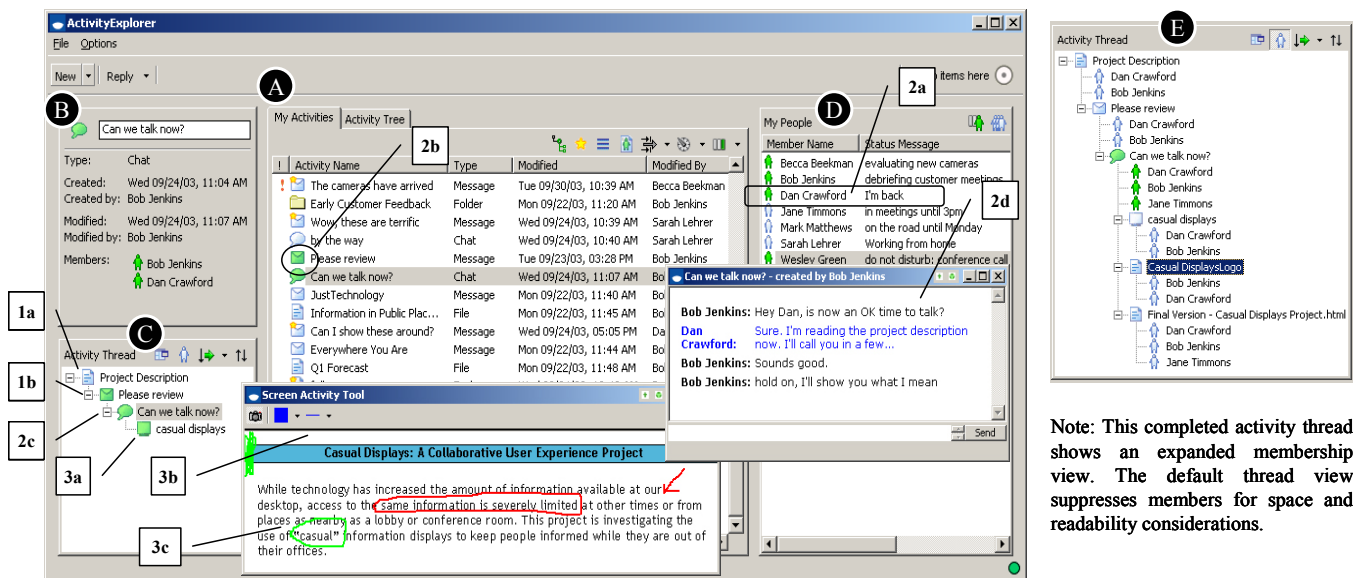 ActivityExplorer
File Options
New Reply
items here
A
B
C
D
E
1a
1b
2a
2b
2c
2d
3a
3b
3c
Can we talk now?
Type: Chat
Created: Wed 09/24/03, 11:04 AM
Created by: Bob Jenkins
Modified: Wed 09/24/03, 11:07 AM
Modified by: Bob Jenkins
Members: Bob Jenkins
Dan Crawford
Activity Thread
Project Description
Please review
Can we talk now?
casual displays
My Activities Activity Tree
! Activity Name Type Modified Modified By
! The cameras have arrived Message Tue 09/30/03, 10:39 AM Becca Beekman
Early Customer Feedback Folder Mon 09/22/03, 11:20 AM Bob Jenkins
Wow, these are terrific Message Wed 09/24/03, 10:39 AM Sarah Lehrer
by the way Chat Wed 09/24/03, 10:40 AM Sarah Lehrer
Please review Message Tue 09/23/03, 03:28 PM Bob Jenkins
Can we talk now? Chat Wed 09/24/03, 11:07 AM Bo
JustTechnology Message Mon 09/22/03, 11:40 AM Bo
Information in Public Plac... File Mon 09/22/03, 11:45 AM Bo
Can I show these around? Message Wed 09/24/03, 05:05 PM Da
Everywhere You Are Message Mon 09/22/03, 11:44 AM Bo
Q1 Forecast File Mon 09/22/03, 11:48 AM Bo
My People
Member Name Status Message
Becca Beekman evaluating new cameras
Bob Jenkins debriefing customer meetings
Dan Crawford I'm back
Jane Timmons in meetings until 3pm
Mark Matthews on the road until Monday
Sarah Lehrer Working from home
Wesley Green do not disturb: conference call
Can we talk now? - created by Bob Jenkins
Bob Jenkins: Hey Dan, is now an OK time to talk?
Dan Crawford: Sure. I'm reading the project description
now. I'll call you in a few...
Bob Jenkins: Sounds good.
Bob Jenkins: hold on, I'll show you what I mean
Send
Screen Activity Tool
Casual Displays: A Collaborative User Experience Project
While technology has increased the amount of information available at our
desktop, access to the same information is severely limited at other times or from
places as nearby as a lobby or conference room. This project is investigating the
use of "casual" information displays to keep people informed while they are out of
their offices.
Activity Thread
Project Description
Dan Crawford
Bob Jenkins
Please review
Dan Crawford
Bob Jenkins
Can we talk now?
Dan Crawford
Bob Jenkins
Jane Timmons
casual displays
Dan Crawford
Bob Jenkins
Casual DisplaysLogo
Bob Jenkins
Dan Crawford
Final Version - Casual Displays Project.html
Dan Crawford
Bob Jenkins
Jane Timmons
Note: This completed activity thread
shows an expanded membership
view. The default thread view
suppresses members for space and
readability considerations.